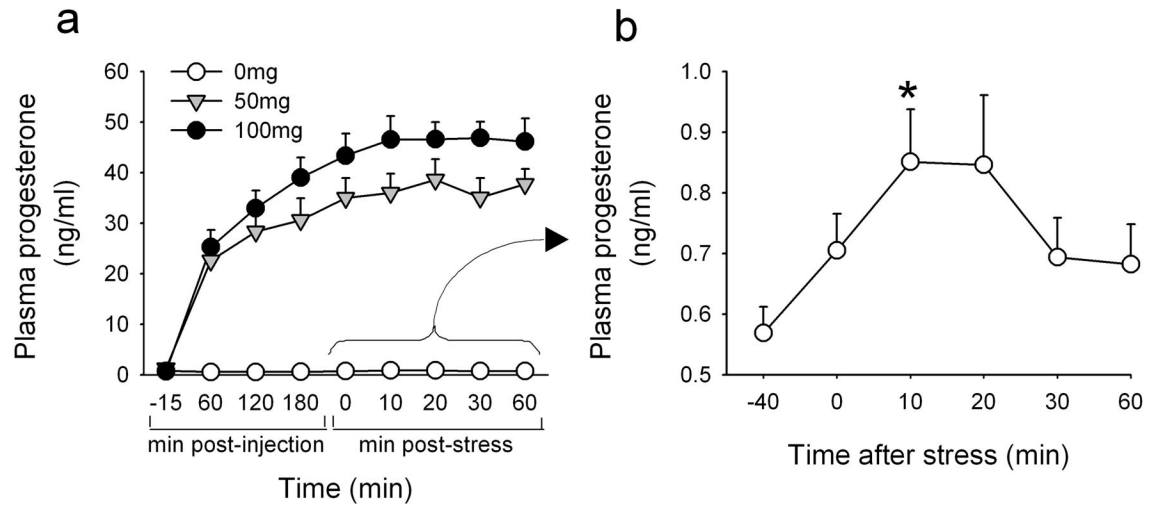 a
Plasma progesterone
(ng/ml)
60
50
40
30
20
10
0
0mg
50mg
100mg
-15 60 120 180 0 10 20 30 60
min post-injection min post-stress
Time (min)
b
Plasma progesterone
(ng/ml)
1.0
0.9
0.8
0.7
0.6
0.5
*
-40 0 10 20 30 60
Time after stress (min)